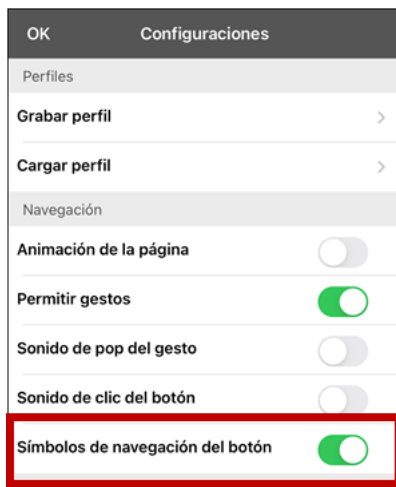 OK Configuraciones
Perfiles
Grabar perfil
Cargar perfil
Navegación
Animación de la página
Permitir gestos
Sonido de pop del gesto
Sonido de clic del botón
Símbolos de navegación del botón